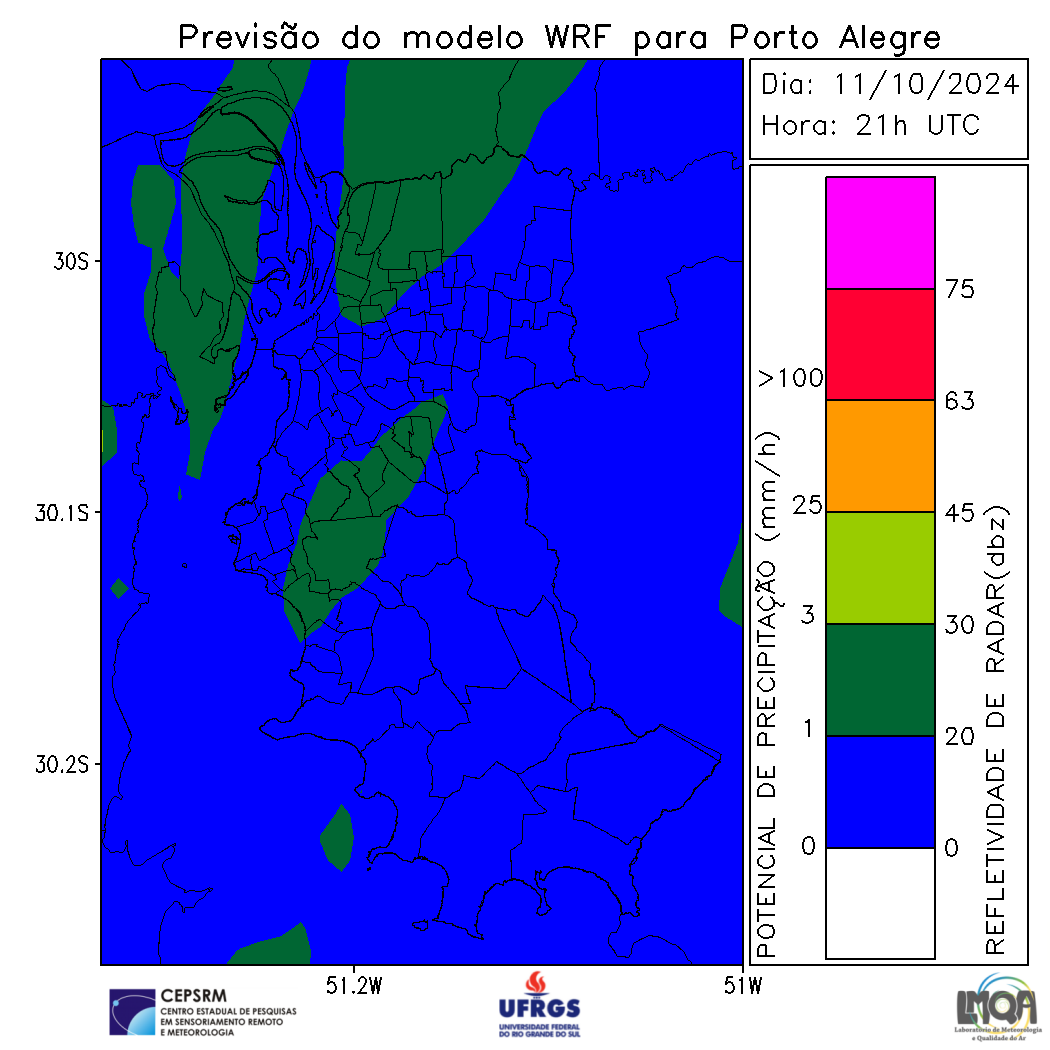 Previsão do modelo WRF para Porto Alegre
Dia: 11/10/2024
Hora: 21h UTC
30S
30.1S
30.2S
51.2W
51W
POTENCIAL DE PRECIPITAÇÃO (mm/h)
>100
25
3
1
0
75
63
45
30
20
0
REFLETIVIDADE DE RADAR(dbz)
CEPSRM
CENTRO ESTADUAL DE PESQUISAS
EM SENSORIAMENTO REMOTO
E METEOROLOGIA
UFRGS
UNIVERSIDADE FEDERAL
DO RIO GRANDE DO SUL
LMQA
Laboratório de Meteorologia
e Qualidade do Ar